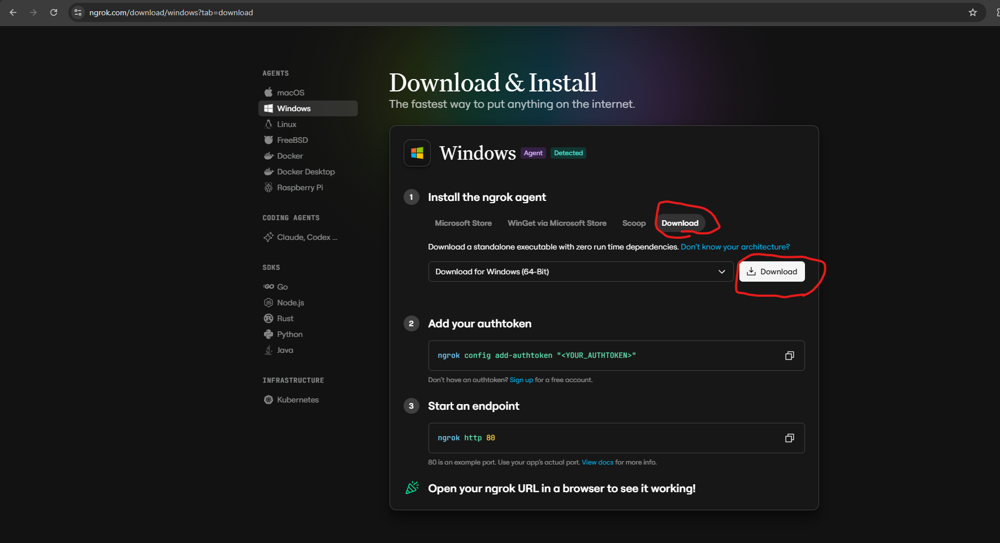 ngrok.com/download/windows?tab=download
AGENTS
macOS
Windows
Linux
FreeBSD
Docker
Docker Desktop
Raspberry Pi
CODING AGENTS
Claude, Codex ...
SDKS
Go
Node.js
Rust
Python
Java
INFRASTRUCTURE
Kubernetes
Download & Install
The fastest way to put anything on the internet.
Windows Agent Detected
1 Install the ngrok agent
Microsoft Store WinGet via Microsoft Store Scoop Download
Download a standalone executable with zero run time dependencies. Don't know your architecture?
Download for Windows (64-Bit) Download
2 Add your authtoken
ngrok config add-authtoken "<YOUR_AUTHTOKEN>"
Don't have an authtoken? Sign up for a free account.
3 Start an endpoint
ngrok http 80
80 is an example port. Use your app's actual port. View docs for more info.
Open your ngrok URL in a browser to see it working!